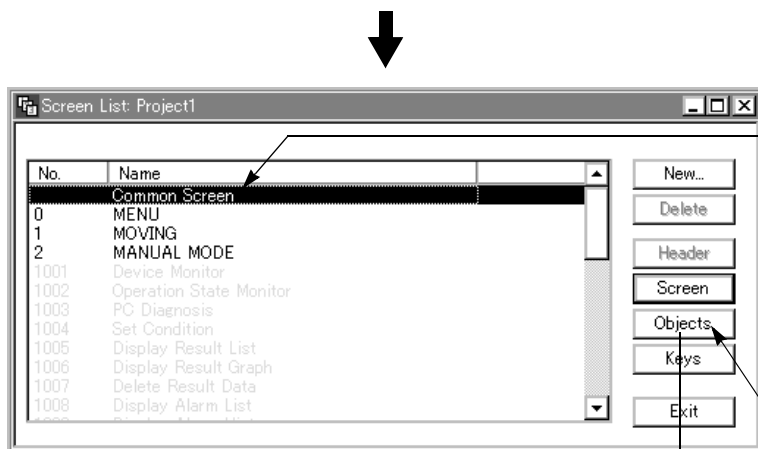 Screen List: Project1
No. Name
Common Screen
0 MENU
1 MOVING
2 MANUAL MODE
1001 Device Monitor
1002 Operation State Monitor
1003 PC Diagnosis
1004 Set Condition
1005 Display Result List
1006 Display Result Graph
1007 Delete Result Data
1008 Display Alarm List
New...
Delete
Header
Screen
Objects
Keys
Exit